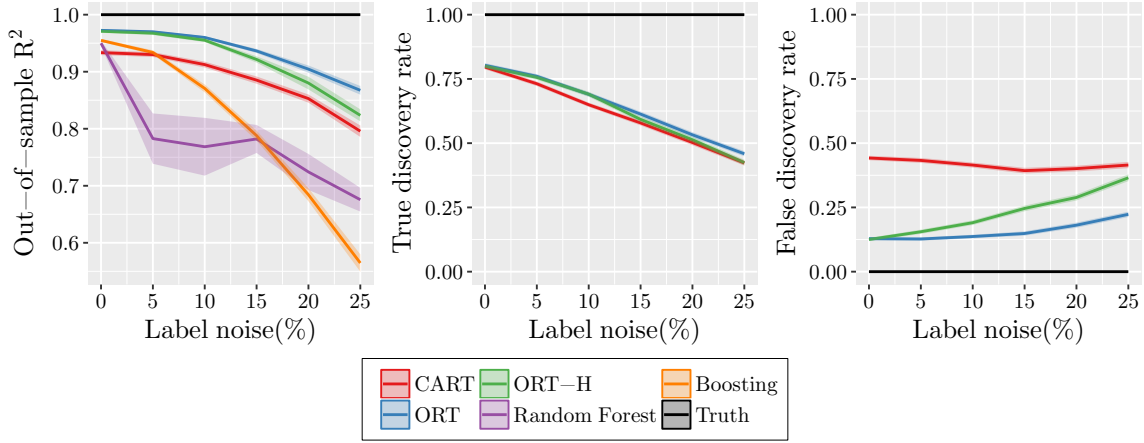 Out−of−sample R²
1.0
0.9
0.8
0.7
0.6
0 5 10 15 20 25
Label noise(%)
True discovery rate
1.00
0.75
0.50
0.25
0.00
0 5 10 15 20 25
Label noise(%)
False discovery rate
1.00
0.75
0.50
0.25
0.00
0 5 10 15 20 25
Label noise(%)
CART ORT−H Boosting
ORT Random Forest Truth